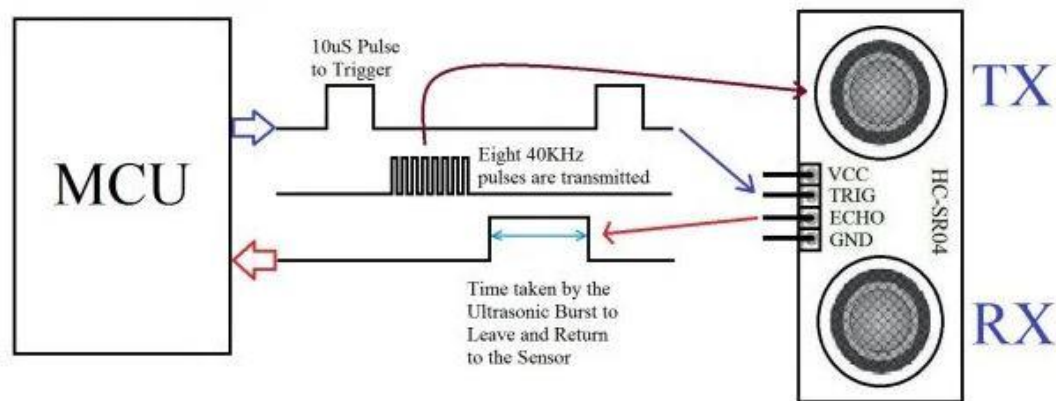 MCU
10uS Pulse
to Trigger
Eight 40KHz
pulses are transmitted
Time taken by the
Ultrasonic Burst to
Leave and Return
to the Sensor
VCC
TRIG
ECHO
GND
HC-SR04
TX
RX